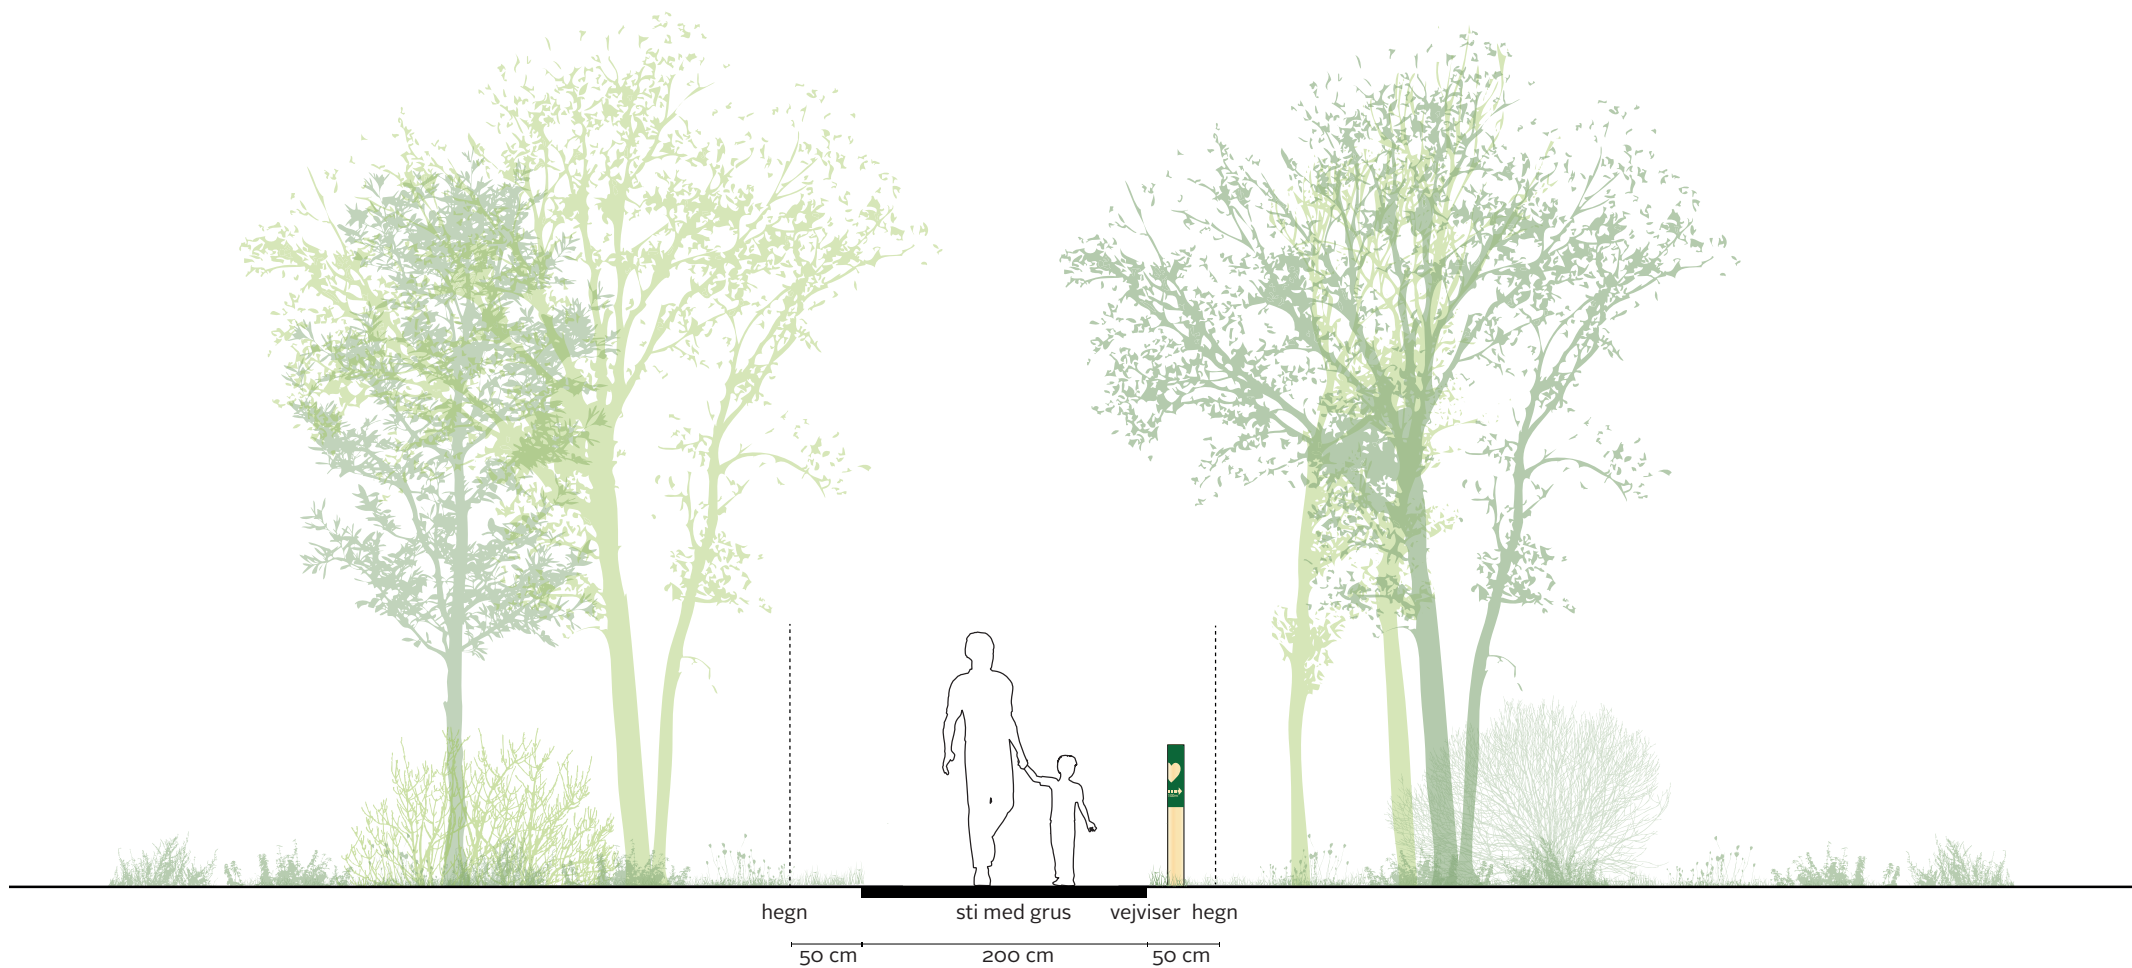 hegn sti med grus vejviser hegn
50 cm 200 cm 50 cm